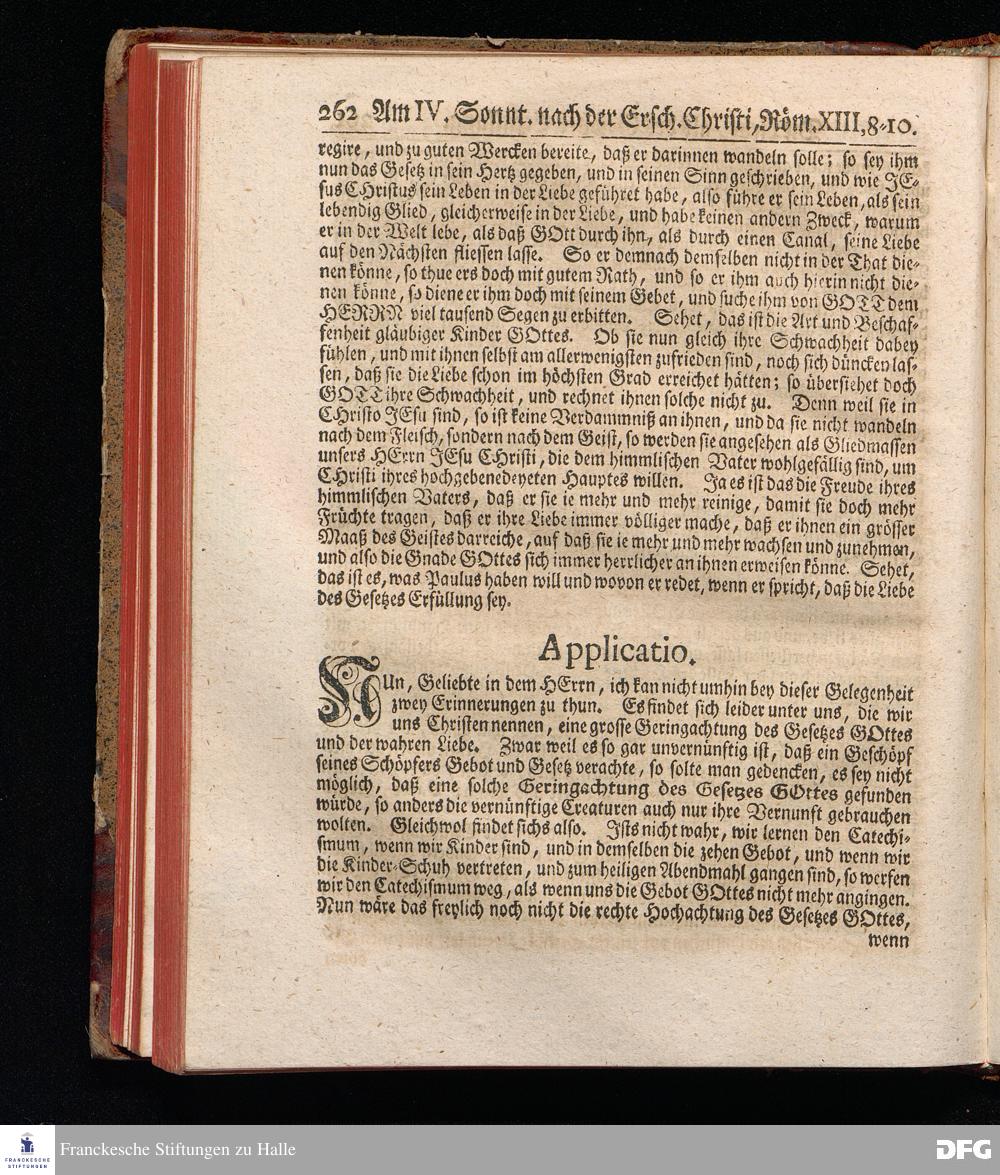 262 Am IV. Sonnt. nach der Ersch. Christi, Röm. XIII, 8-10.
regire, und zu guten Wercken bereite, daß er darinnen wandeln solle; so sey ihm
nun das Gesetz in sein Hertz gegeben, und in seinen Sinn geschrieben, und wie JE-
sus CHristus sein Leben in der Liebe geführet habe, also führe er sein Leben, als sein
lebendig Glied, gleicherweise in der Liebe, und habe keinen andern Zweck, warum
er in der Welt lebe, als daß GOtt durch ihn, als durch einen Canal, seine Liebe
auf den Nächsten fliessen lasse. So er demnach demselben nicht in der That die-
nen könne, so thue ers doch mit gutem Rath, und so er ihm auch hierin nicht die-
nen könne, so diene er ihm doch mit seinem Gebet, und suche ihm von GOTT dem
HERRN viel tausend Segen zu erbitten. Sehet, das ist die Art und Beschaf-
fenheit gläubiger Kinder GOttes. Ob sie nun gleich ihre Schwachheit dabey
fühlen, und mit ihnen selbst am allerwenigsten zufrieden sind, noch sich düncken las-
sen, daß sie die Liebe schon im höchsten Grad erreichet hätten; so übersiehet doch
GOTT ihre Schwachheit, und rechnet ihnen solche nicht zu. Denn weil sie in
CHristo JEsu sind, so ist keine Verdammniß an ihnen, und da sie nicht wandeln
nach dem Fleisch, sondern nach dem Geist, so werden sie angesehen als Gliedmassen
unsers HErrn JEsu CHristi, die dem himmlischen Vater wohlgefällig sind, um
CHristi ihres hochgebenedeyeten Hauptes willen. Ja es ist das die Freude ihres
himmlischen Vaters, daß er sie ie mehr und mehr reinige, damit sie doch mehr
Früchte tragen, daß er ihre Liebe immer völliger mache, daß er ihnen ein grösser
Maaß des Geistes darreiche, auf daß sie ie mehr und mehr wachsen und zunehmen,
und also die Gnade GOttes sich immer herrlicher an ihnen erweisen könne. Sehet,
das ist es, was Paulus haben will und wovon er redet, wenn er spricht, daß die Liebe
des Gesetzes Erfüllung sey.
Applicatio.
NUn, Geliebte in dem HErrn, ich kan nicht umhin bey dieser Gelegenheit
zwey Erinnerungen zu thun. Es findet sich leider unter uns, die wir
uns Christen nennen, eine grosse Geringachtung des Gesetzes GOttes
und der wahren Liebe. Zwar weil es so gar unvernünftig ist, daß ein Geschöpf
seines Schöpfers Gebot und Gesetz verachte, so solte man gedencken, es sey nicht
möglich, daß eine solche Geringachtung des Gesetzes GOttes gefunden
würde, so anders die vernünftige Creaturen auch nur ihre Vernunft gebrauchen
wolten. Gleichwol findet sichs also. Ists nicht wahr, wir lernen den Catechi-
smum, wenn wir Kinder sind, und in demselben die zehen Gebot, und wenn wir
die Kinder-Schuh vertreten, und zum heiligen Abendmahl gangen sind, so werfen
wir den Catechismum weg, als wenn uns die Gebot GOttes nicht mehr angingen.
Nun wäre das freylich noch nicht die rechte Hochachtung des Gesetzes GOttes,
wenn
FRANCKESCHE
STIFTUNGEN
Franckesche Stiftungen zu Halle
DFG